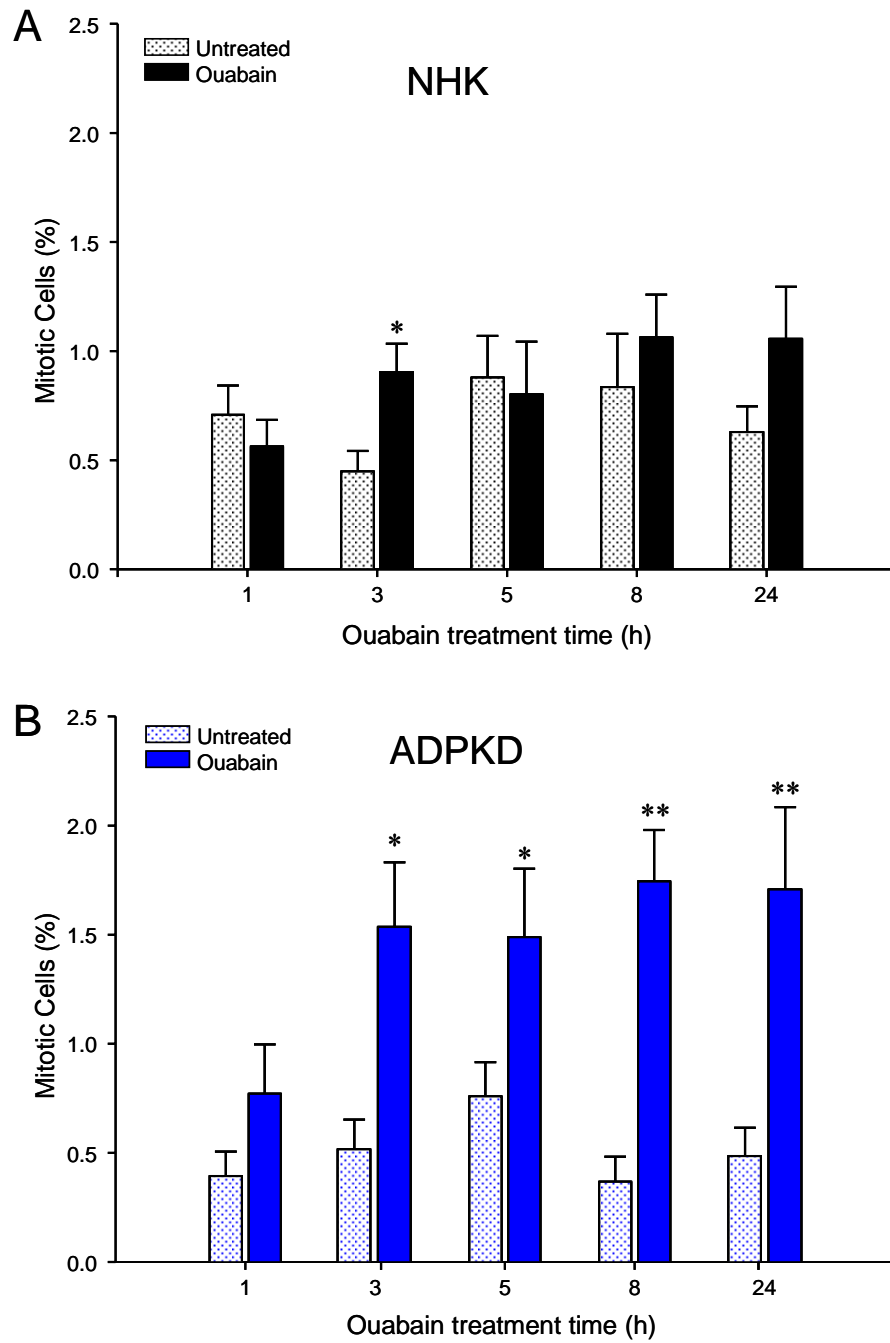 A
Untreated
Ouabain
NHK
2.5
2.0
1.5
1.0
0.5
0.0
Mitotic Cells (%)
*
1 3 5 8 24
Ouabain treatment time (h)
B
Untreated
Ouabain
ADPKD
2.5
2.0
1.5
1.0
0.5
0.0
Mitotic Cells (%)
* * ** **
1 3 5 8 24
Ouabain treatment time (h)